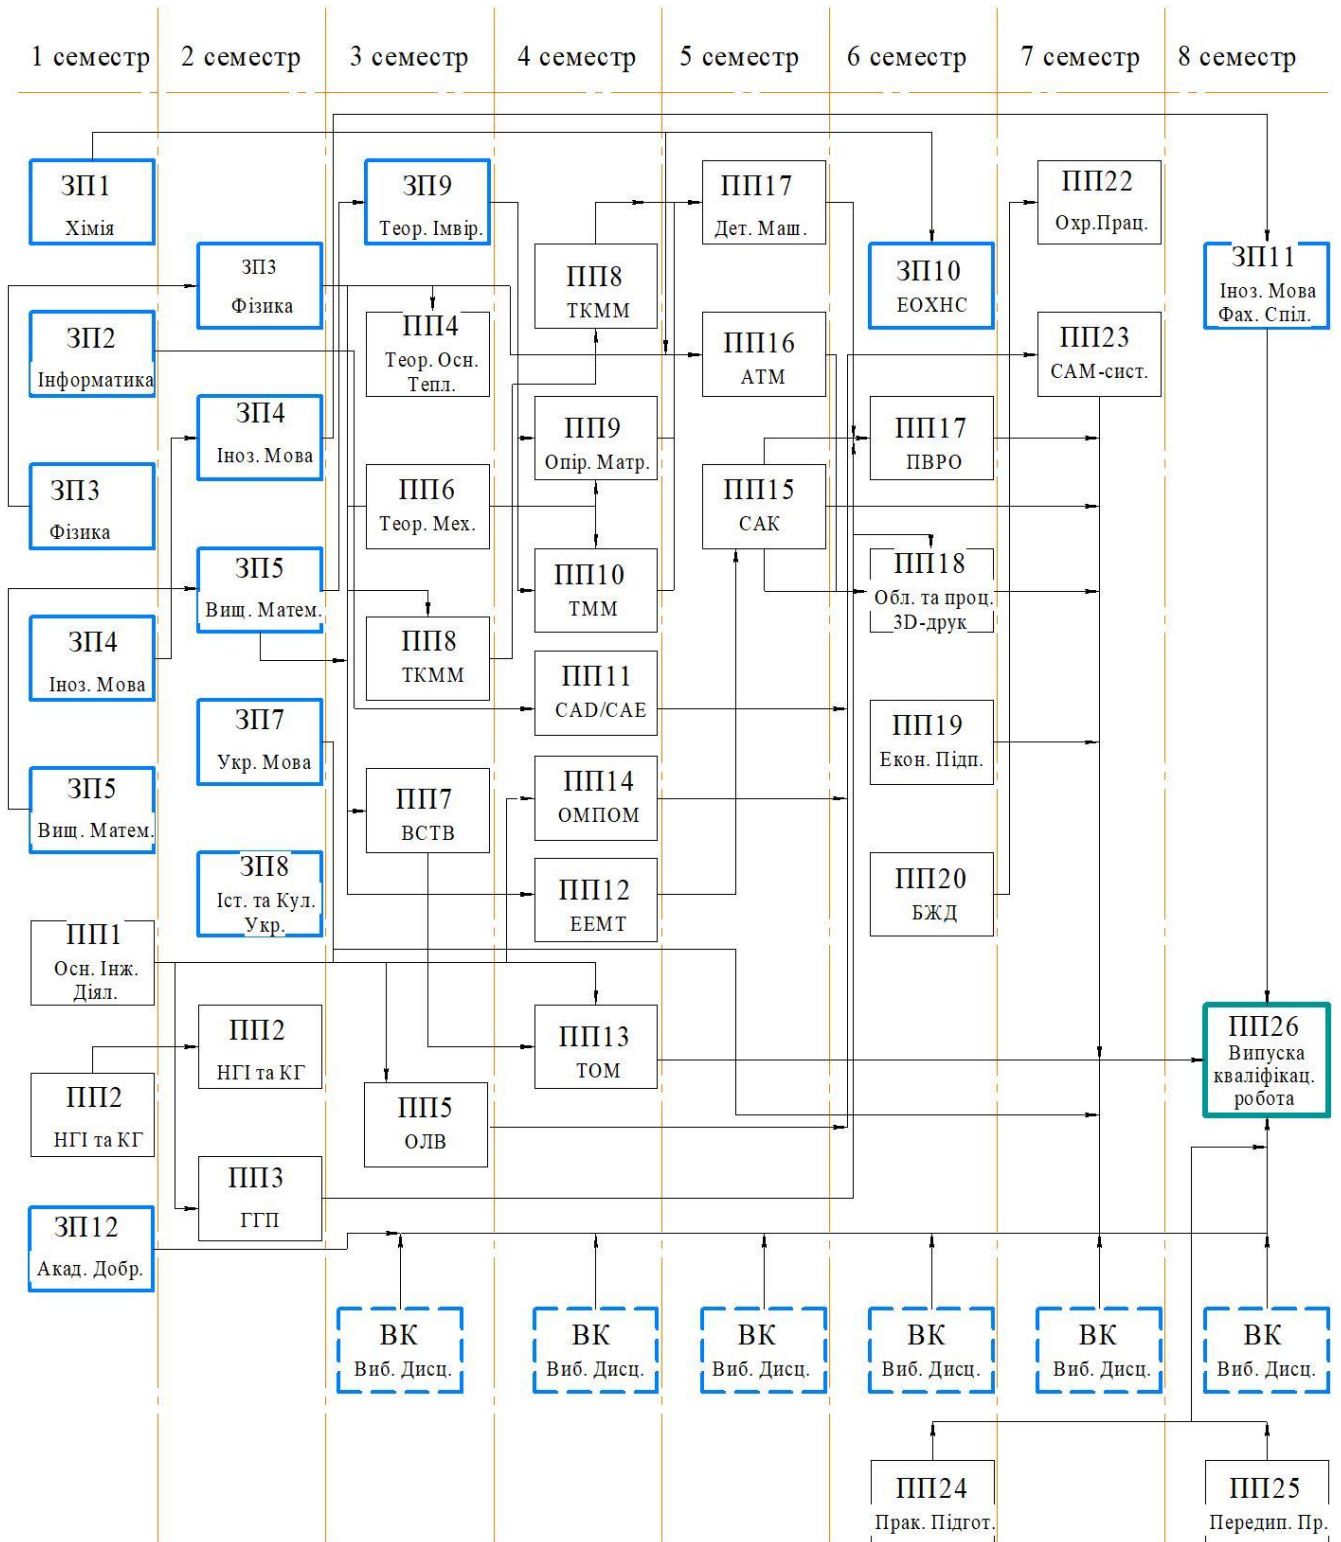 1 семестр
2 семестр
3 семестр
4 семестр
5 семестр
6 семестр
7 семестр
8 семестр
ЗП1
Хімія
ЗП2
Інформатика
ЗП3
Фізика
ЗП4
Іноз. Мова
ЗП5
Вищ. Матем.
ПП1
Осн. Інж.
Діял.
ПП2
НГІ та КГ
ЗП12
Акад. Добр.
ЗП3
Фізика
ЗП4
Іноз. Мова
ЗП5
Вищ. Матем.
ЗП7
Укр. Мова
ЗП8
Іст. та Кул.
Укр.
ПП2
НГІ та КГ
ПП3
ГГП
ЗП9
Теор. Імвір.
ПП4
Теор. Осн.
Тепл.
ПП6
Теор. Мех.
ПП8
ТКММ
ПП7
ВСТВ
ПП5
ОЛВ
ВК
Виб. Дисц.
ПП8
ТКММ
ПП9
Опір. Матр.
ПП10
ТММ
ПП11
CAD/CAE
ПП14
ОМПОМ
ПП12
ЕЕМТ
ПП13
ТОМ
ВК
Виб. Дисц.
ПП17
Дет. Маш.
ПП16
АТМ
ПП15
САК
ВК
Виб. Дисц.
ЗП10
ЕОХНС
ПП17
ПВРО
ПП18
Обл. та проц.
3D-друк
ПП19
Екон. Підп.
ПП20
БЖД
ВК
Виб. Дисц.
ПП24
Прак. Підгот.
ПП22
Охр.Прац.
ПП23
САМ-сист.
ВК
Виб. Дисц.
ЗП11
Іноз. Мова
Фах. Спіл.
ПП26
Випуска
кваліфікац.
робота
ВК
Виб. Дисц.
ПП25
Передип. Пр.